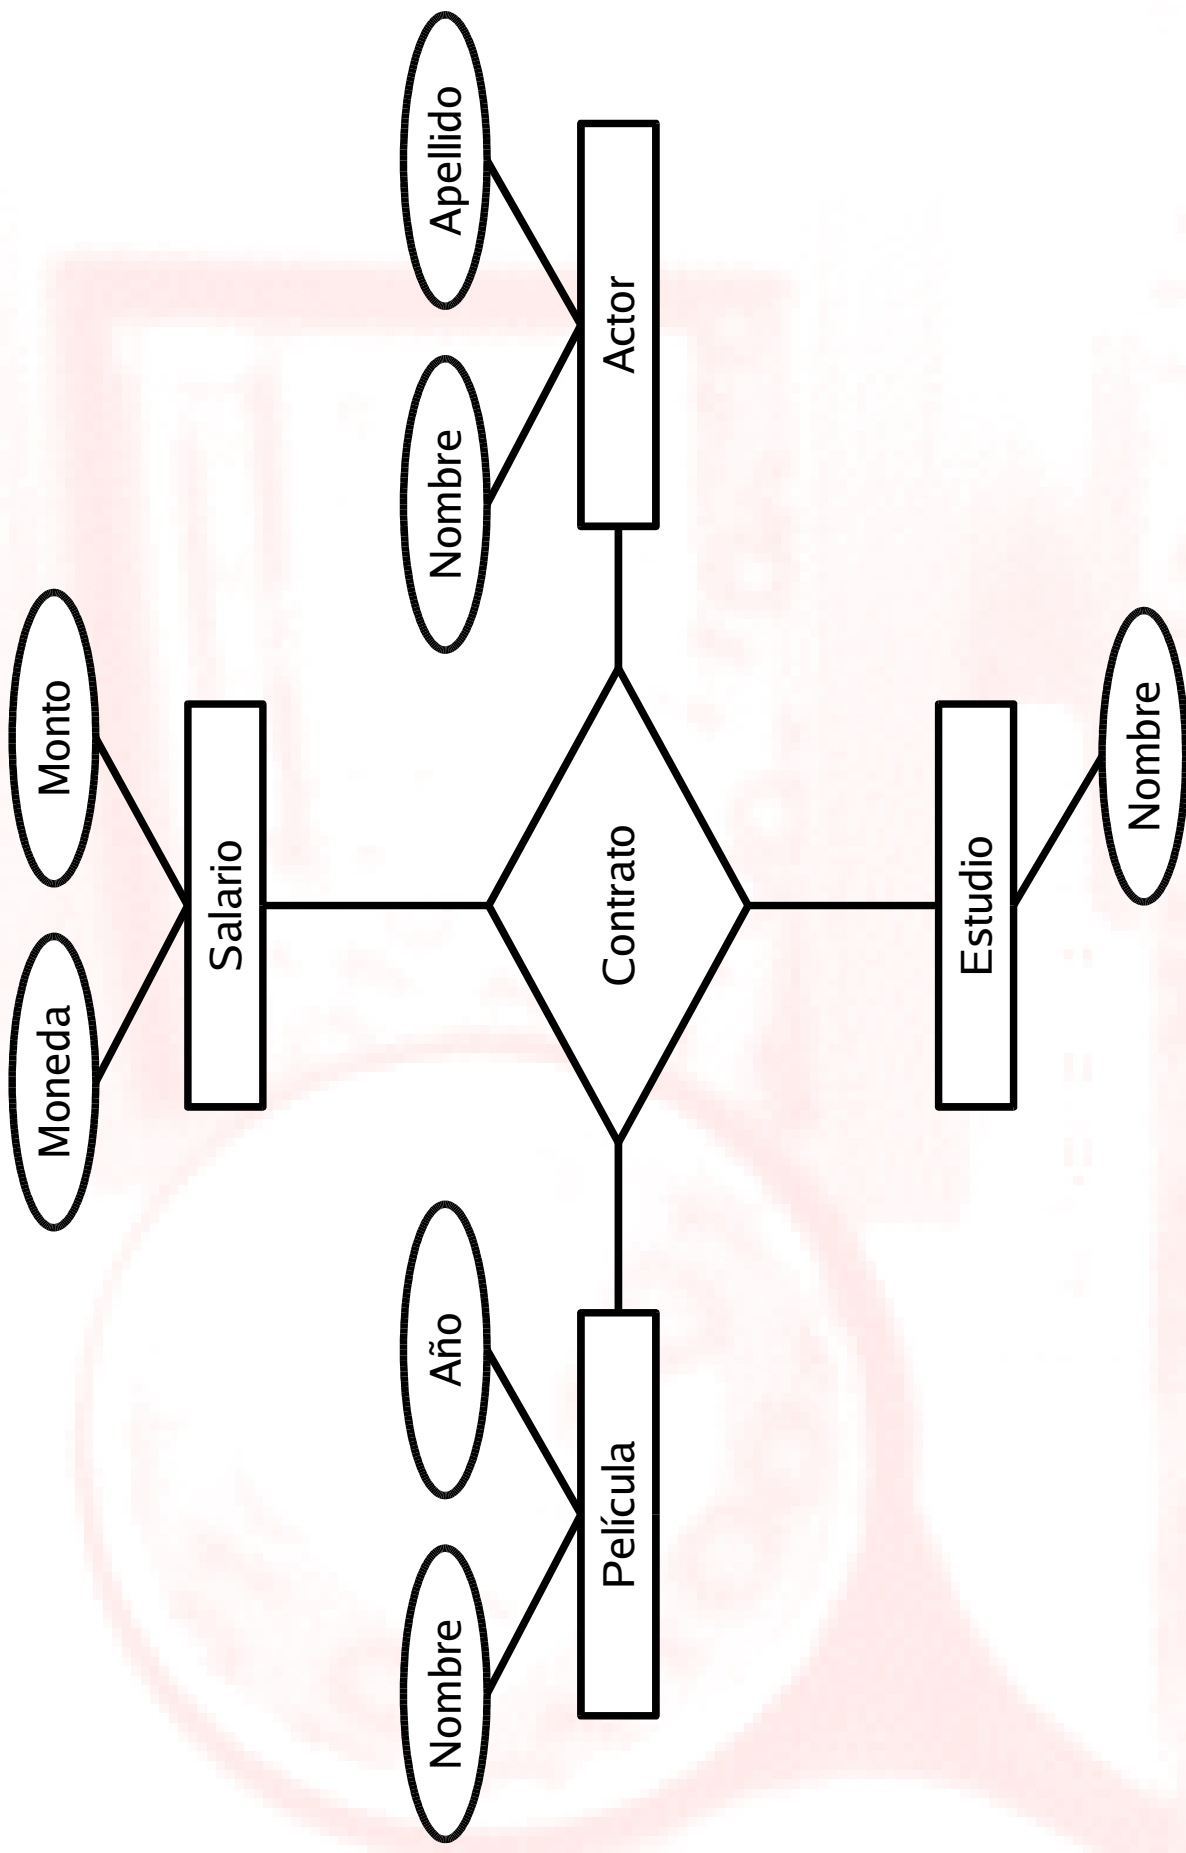 Moneda
Monto
Salario
Nombre
Año
Nombre
Apellido
Película
Contrato
Actor
Estudio
Nombre